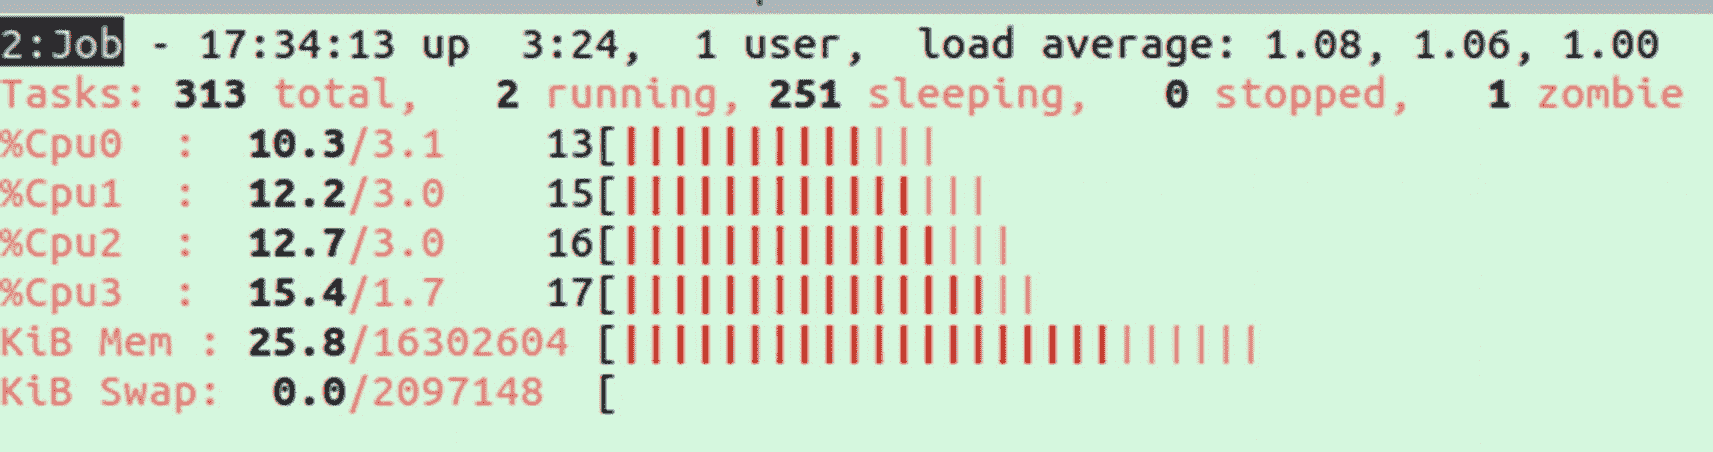 2:Job - 17:34:13 up  3:24,  1 user,  load average: 1.08, 1.06, 1.00
Tasks: 313 total,   2 running, 251 sleeping,   0 stopped,   1 zombie
%Cpu0  :  10.3/3.1    13[|||||||||||||
%Cpu1  :  12.2/3.0    15[|||||||||||||||
%Cpu2  :  12.7/3.0    16[||||||||||||||||
%Cpu3  :  15.4/1.7    17[|||||||||||||||||
KiB Mem : 25.8/16302604 [||||||||||||||||||||||||||
KiB Swap:  0.0/2097148  [